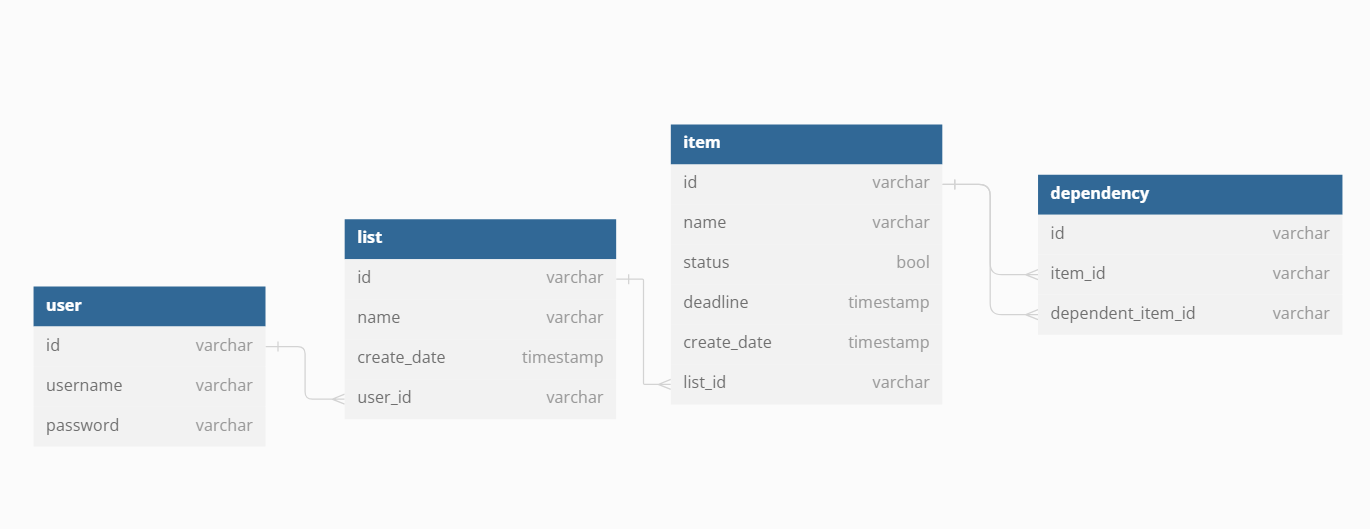 user
id varchar
username varchar
password varchar
list
id varchar
name varchar
create_date timestamp
user_id varchar
item
id varchar
name varchar
status bool
deadline timestamp
create_date timestamp
list_id varchar
dependency
id varchar
item_id varchar
dependent_item_id varchar